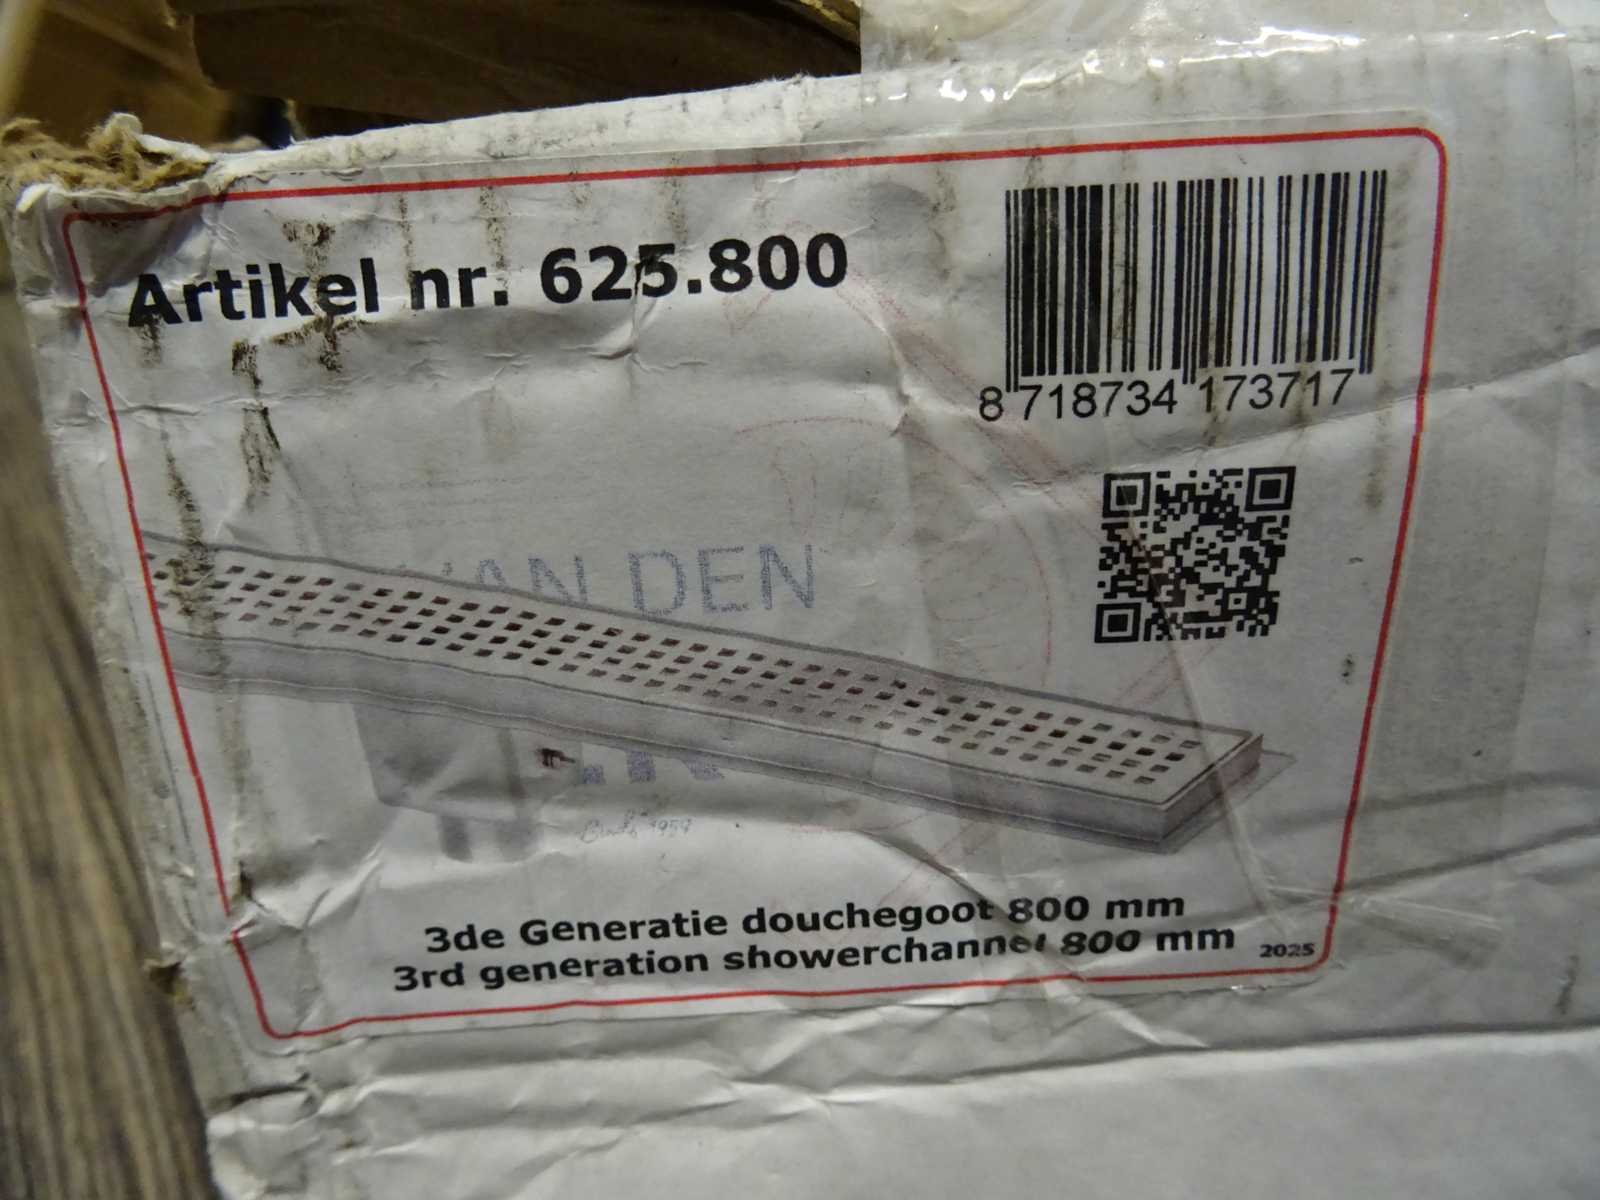 Artikel nr. 625.800
8 718734 173717
VAN DEN
3de Generatie douchegoot 800 mm
3rd generation showerchannel 800 mm
2025